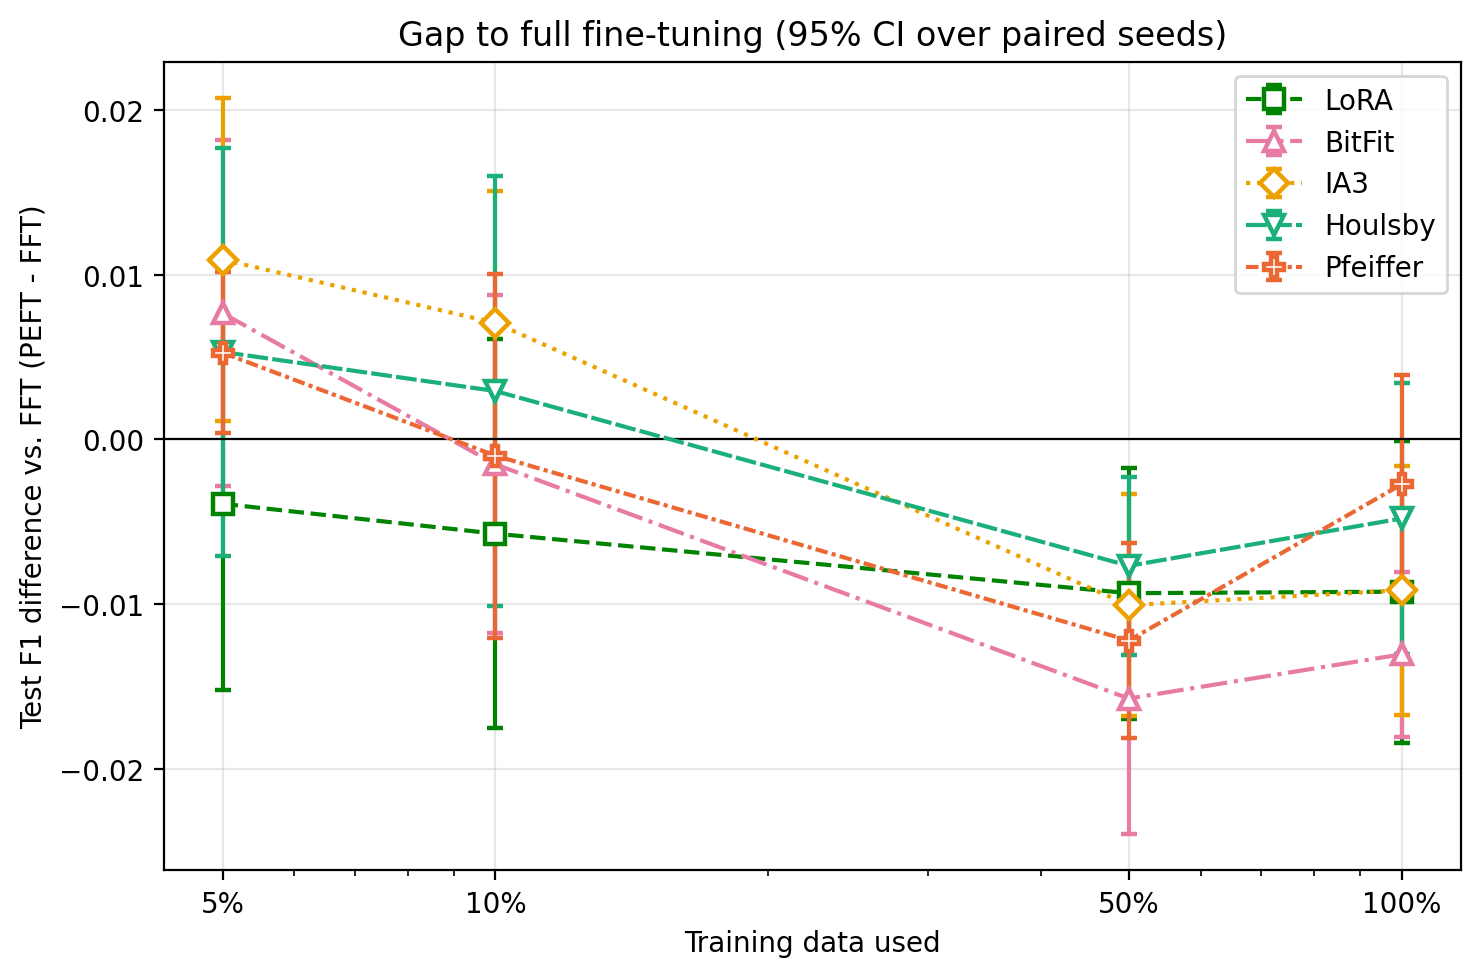 Gap to full fine-tuning (95% CI over paired seeds)
Test F1 difference vs. FFT (PEFT - FFT)
0.02
0.01
0.00
−0.01
−0.02
LoRA
BitFit
IA3
Houlsby
Pfeiffer
5%
10%
50%
100%
Training data used